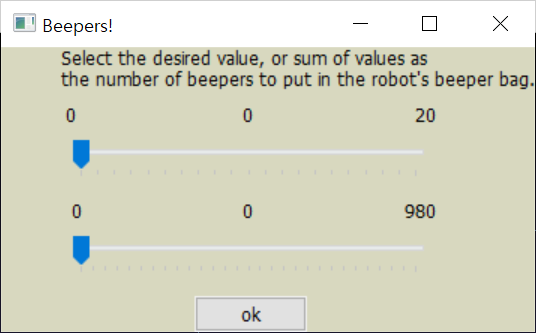 Beepers!
Select the desired value, or sum of values as
the number of beepers to put in the robot's beeper bag.
0 0 20
0 0 980
ok